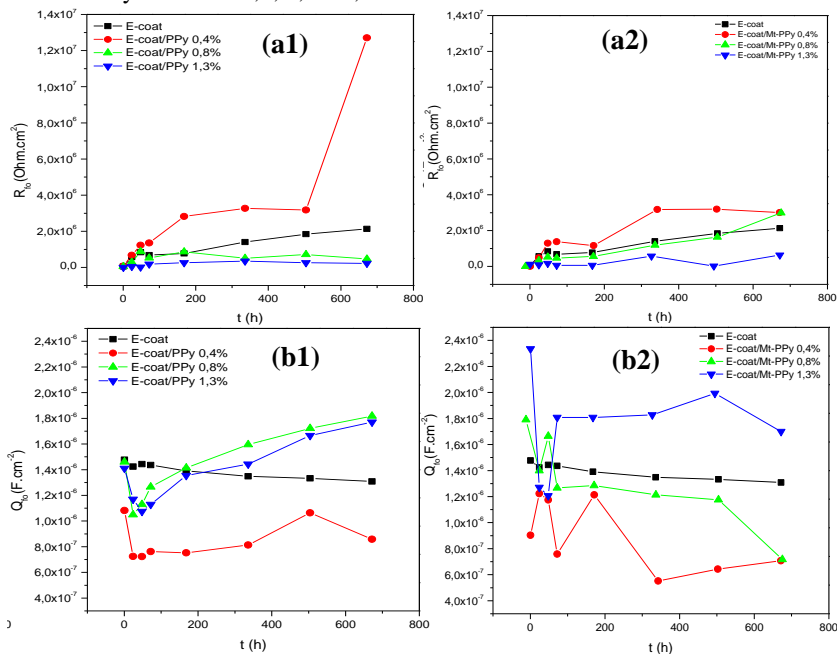 (a1)
E-coat
E-coat/PPy 0,4%
E-coat/PPy 0,8%
E-coat/PPy 1,3%
1,4x10⁷
1,2x10⁷
1,0x10⁷
8,0x10⁶
6,0x10⁶
4,0x10⁶
2,0x10⁶
0,0
R_fo(Ohm.cm²)
0 200 400 600 800
t (h)
(a2)
E-coat
E-coat/Mt-PPy 0,4%
E-coat/Mt-PPy 0,8%
E-coat/Mt-PPy 1,3%
1,4x10⁷
1,2x10⁷
1,0x10⁷
8,0x10⁶
6,0x10⁶
4,0x10⁶
2,0x10⁶
0,0
R_fo(Ohm.cm²)
0 200 400 600 800
t (h)
(b1)
E-coat
E-coat/PPy 0,4%
E-coat/PPy 0,8%
E-coat/PPy 1,3%
2,4x10⁻⁶
2,2x10⁻⁶
2,0x10⁻⁶
1,8x10⁻⁶
1,6x10⁻⁶
1,4x10⁻⁶
1,2x10⁻⁶
1,0x10⁻⁶
8,0x10⁻⁷
6,0x10⁻⁷
4,0x10⁻⁷
Q_fo(F.cm⁻²)
0 200 400 600 800
t (h)
(b2)
E-coat
E-coat/Mt-PPy 0,4%
E-coat/Mt-PPy 0,8%
E-coat/Mt-PPy 1,3%
2,4x10⁻⁶
2,2x10⁻⁶
2,0x10⁻⁶
1,8x10⁻⁶
1,6x10⁻⁶
1,4x10⁻⁶
1,2x10⁻⁶
1,0x10⁻⁶
8,0x10⁻⁷
6,0x10⁻⁷
4,0x10⁻⁷
Q_fo(F.cm⁻²)
0 200 400 600 800
t (h)